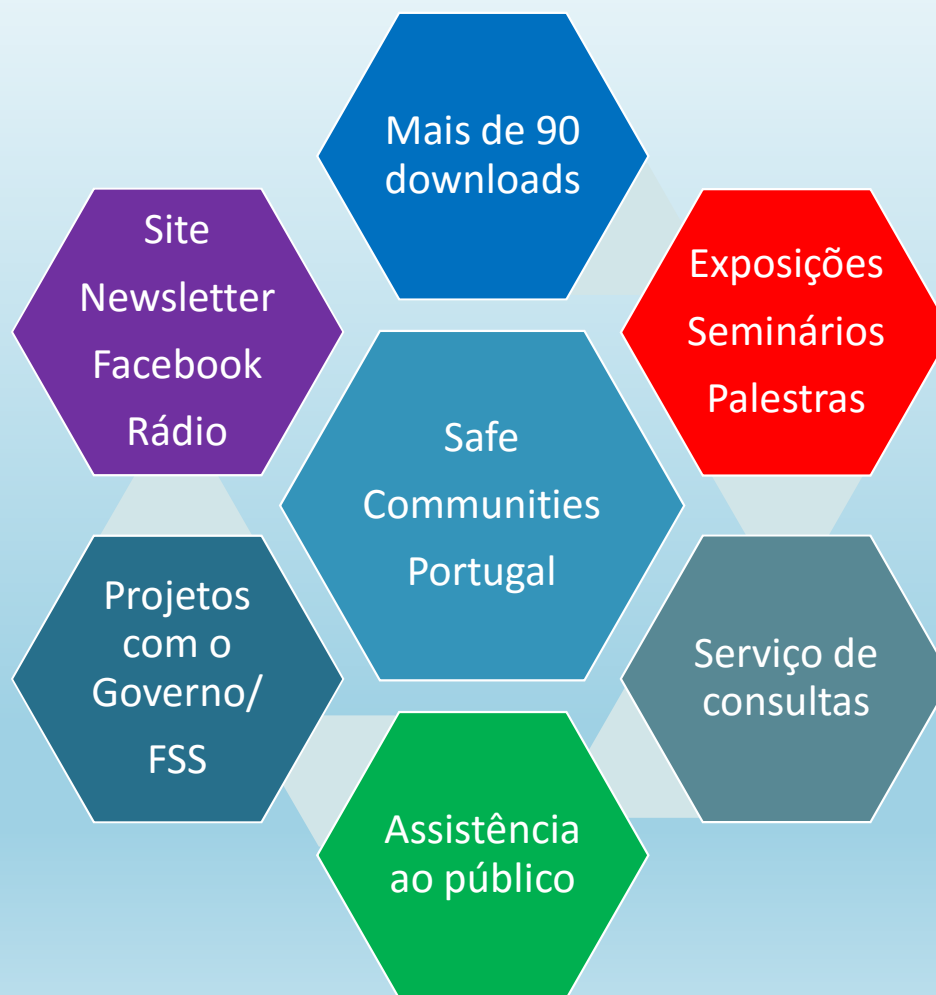 Mais de 90
downloads
Site
Newsletter
Facebook
Rádio
Exposições
Seminários
Palestras
Safe
Communities
Portugal
Projetos
com o
Governo/
FSS
Serviço de
consultas
Assistência
ao público